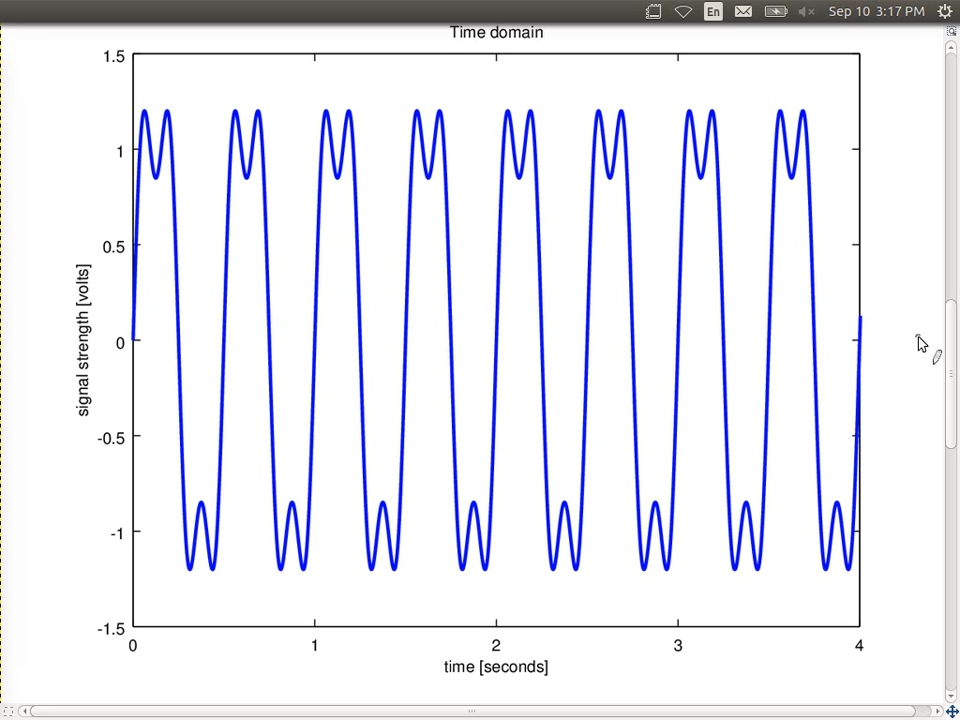 En Sep 10 3:17 PM
Time domain
1.5
1
0.5
0
-0.5
-1
-1.5
signal strength [volts]
0 1 2 3 4
time [seconds]